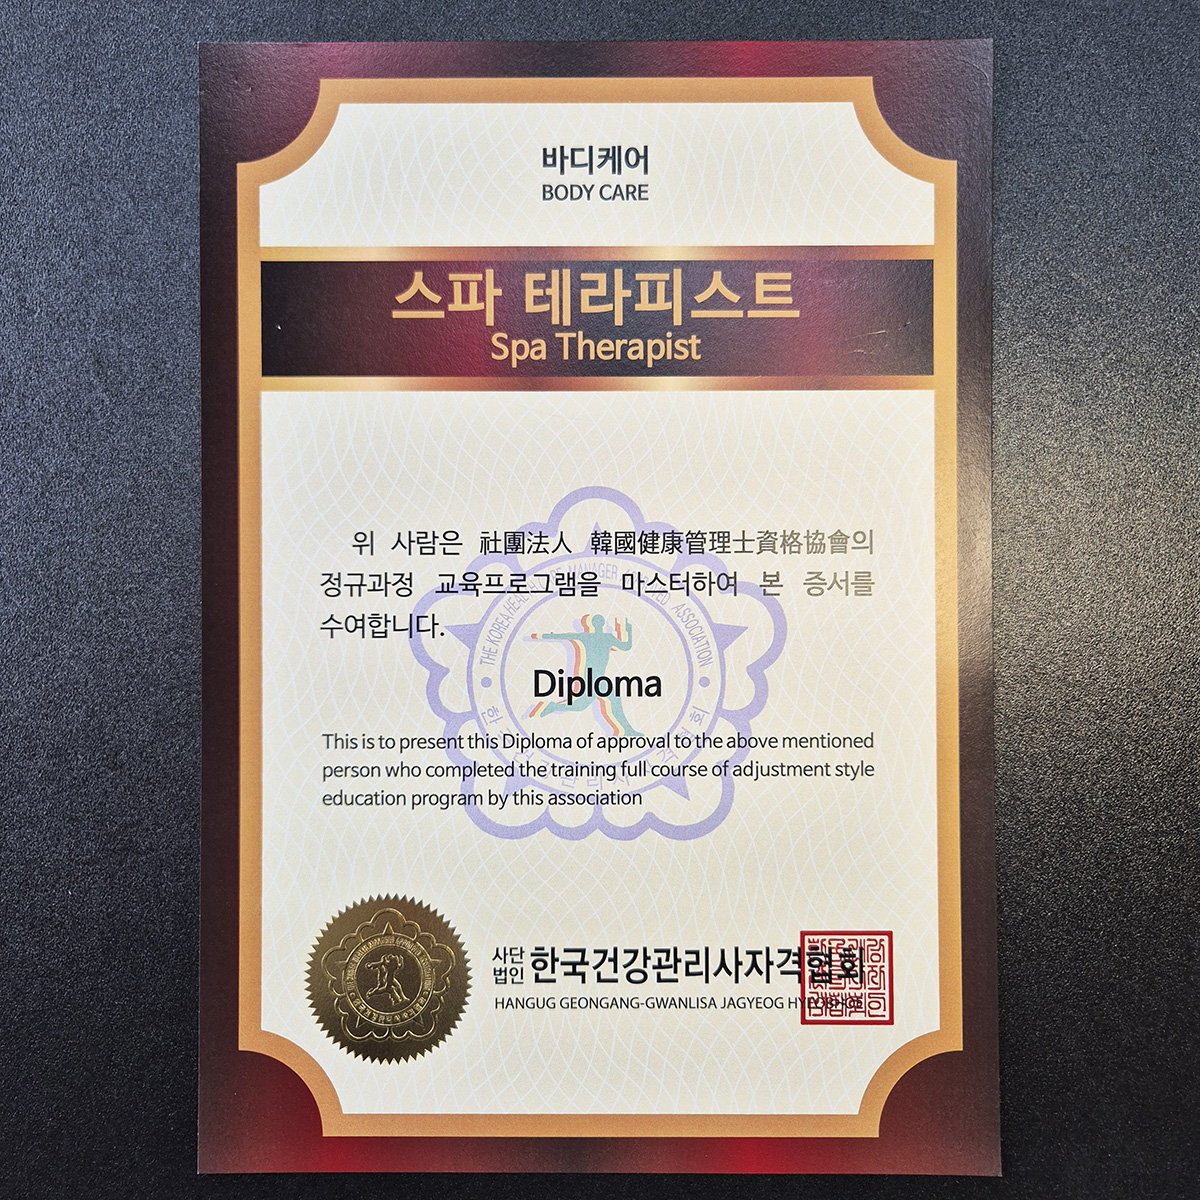 바디케어
BODY CARE
스파 테라피스트
Spa Therapist
위 사람은 社團法人 韓國健康管理士資格協會의
정규과정 교육프로그램을 마스터하여 본 증서를
수여합니다.
Diploma
This is to present this Diploma of approval to the above mentioned
person who completed the training full course of adjustment style
education program by this association
사단
법인 한국건강관리사자격협회
HANGUG GEONGANG-GWANLISA JAGYEOG HYEOBHOE